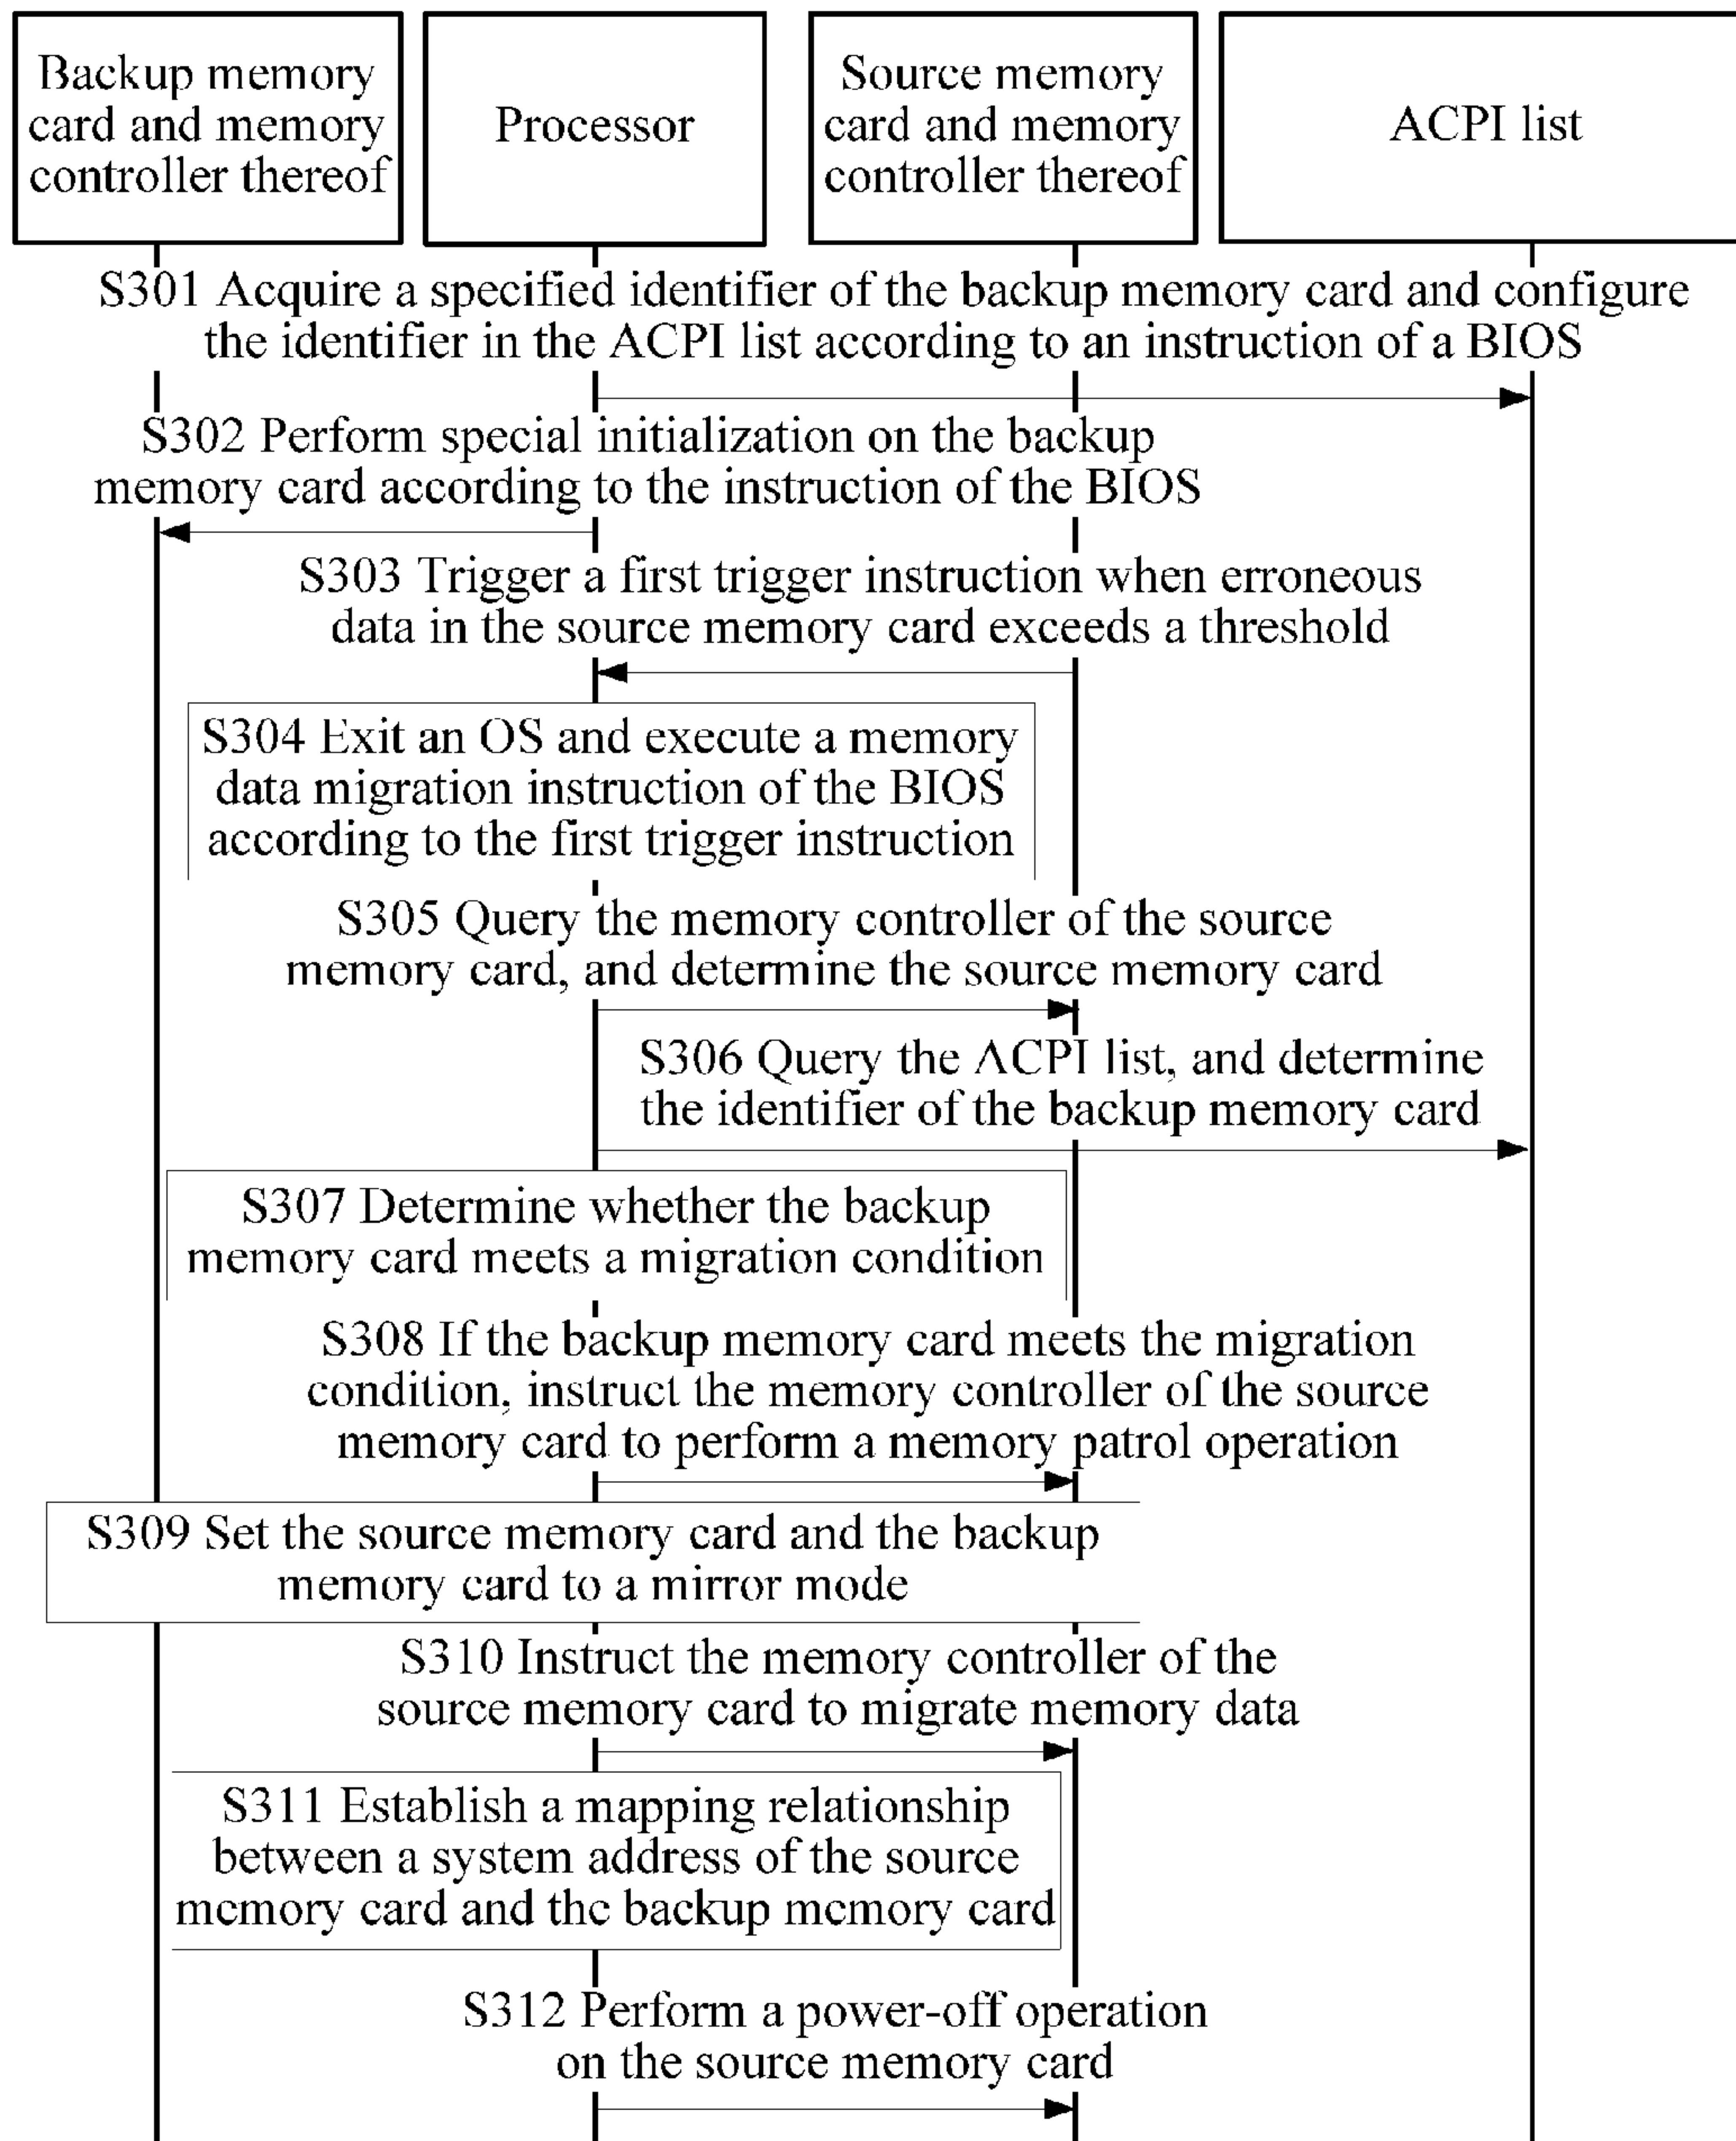 Backup memory
card and memory
controller thereof
Processor
Source memory
card and memory
controller thereof
ACPI list
S301 Acquire a specified identifier of the backup memory card and configure
the identifier in the ACPI list according to an instruction of a BIOS
S302 Perform special initialization on the backup
memory card according to the instruction of the BIOS
S303 Trigger a first trigger instruction when erroneous
data in the source memory card exceeds a threshold
S304 Exit an OS and execute a memory
data migration instruction of the BIOS
according to the first trigger instruction
S305 Query the memory controller of the source
memory card, and determine the source memory card
S306 Query the ACPI list, and determine
the identifier of the backup memory card
S307 Determine whether the backup
memory card meets a migration condition
S308 If the backup memory card meets the migration
condition, instruct the memory controller of the source
memory card to perform a memory patrol operation
S309 Set the source memory card and the backup
memory card to a mirror mode
S310 Instruct the memory controller of the
source memory card to migrate memory data
S311 Establish a mapping relationship
between a system address of the source
memory card and the backup memory card
S312 Perform a power-off operation
on the source memory card